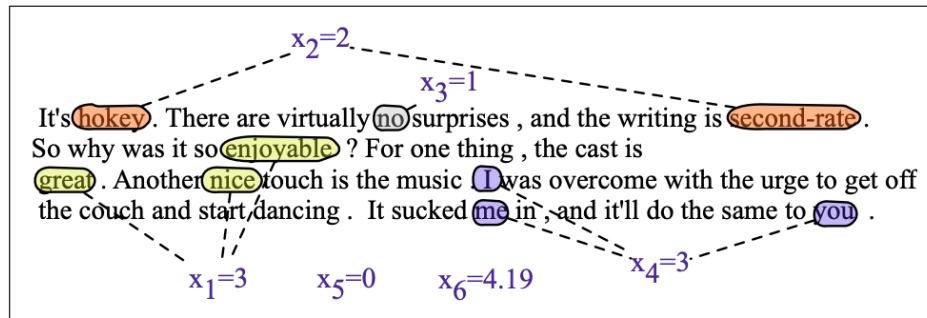 x₂=2
x₃=1
It's hokey . There are virtually no surprises , and the writing is second-rate .
So why was it so enjoyable ? For one thing , the cast is
great . Another nice touch is the music . I was overcome with the urge to get off
the couch and start dancing . It sucked me in , and it'll do the same to you .
x₁=3 x₅=0 x₆=4.19 x₄=3